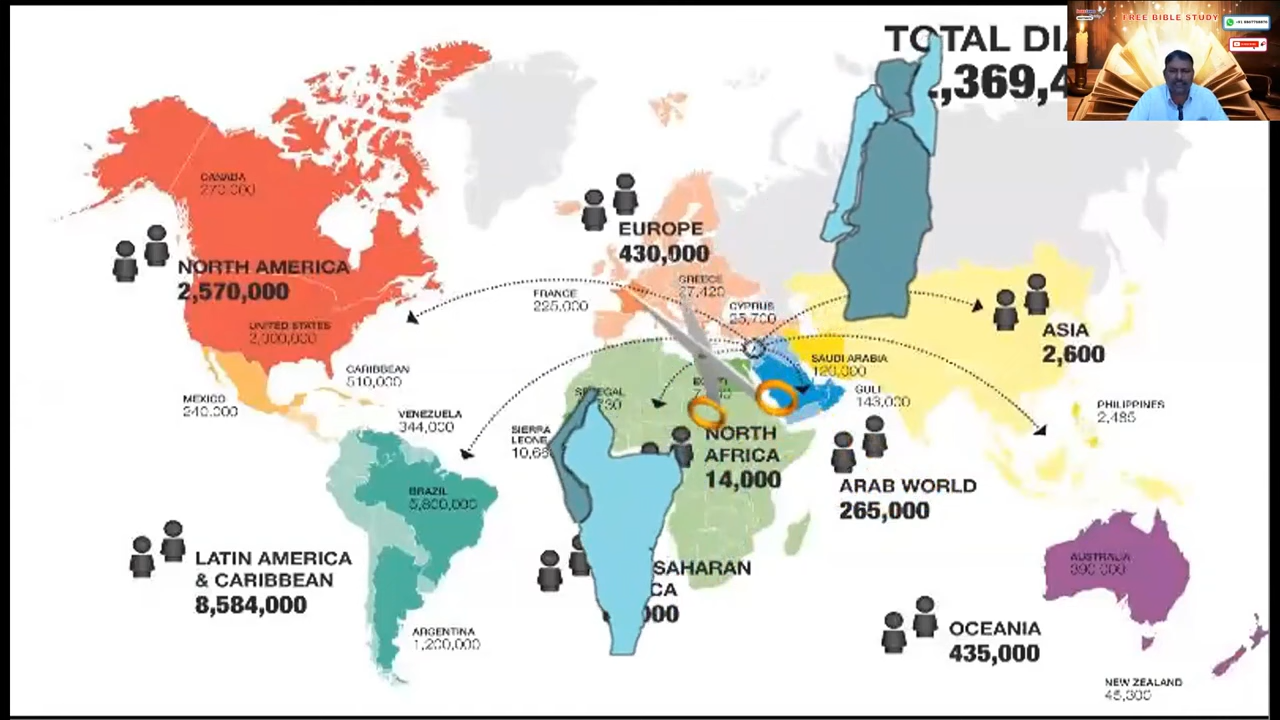 TOTAL DI
,369,4
FREE BIBLE STUDY
CANADA
270,000
NORTH AMERICA
2,570,000
UNITED STATES
2,300,000
MEXICO
240,000
CARIBBEAN
510,000
VENEZUELA
344,000
BRAZIL
5,800,000
LATIN AMERICA
& CARIBBEAN
8,584,000
ARGENTINA
1,200,000
EUROPE
430,000
FRANCE
225,000
GREECE
27,420
CYPRUS
25,700
SIERRA
LEONE
NORTH
AFRICA
14,000
SAHARAN
SAUDI ARABIA
120,000
GULF
143,000
ARAB WORLD
265,000
ASIA
2,600
PHILIPPINES
2,485
AUSTRALIA
390,000
OCEANIA
435,000
NEW ZEALAND
45,300